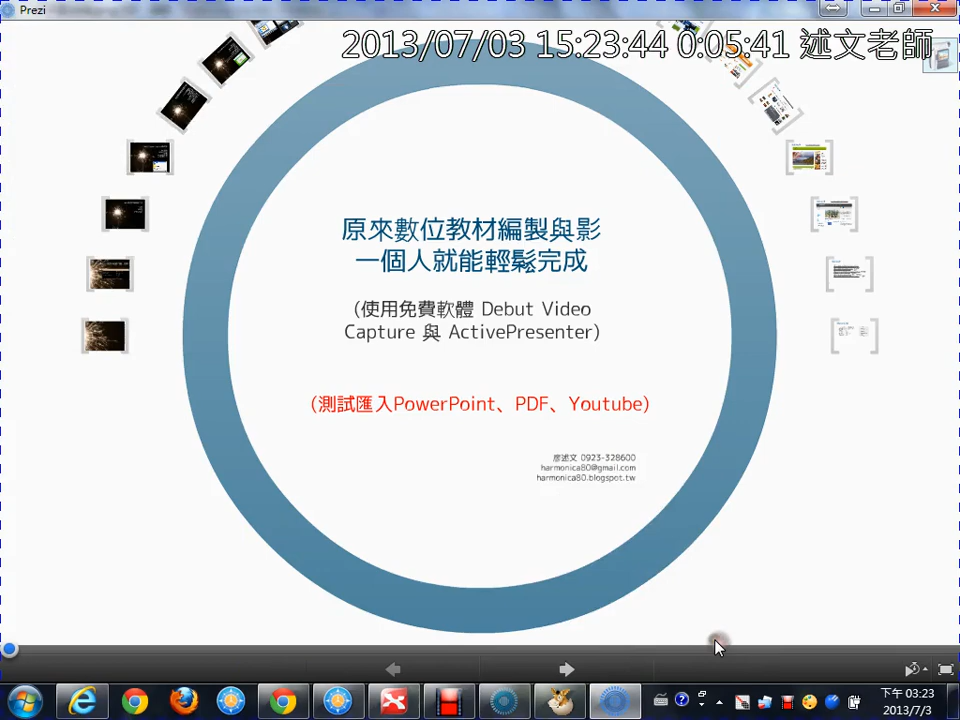 Prezi
2013/07/03 15:23:44 0:05:41 述文老師
原來數位教材編製與影
一個人就能輕鬆完成
(使用免費軟體 Debut Video
Capture 與 ActivePresenter)
(測試匯入PowerPoint、PDF、Youtube)
彦述文 0923-328600
harmonica80@gmail.com
harmonica80.blogspot.tw
下午 03:23
2013/7/3